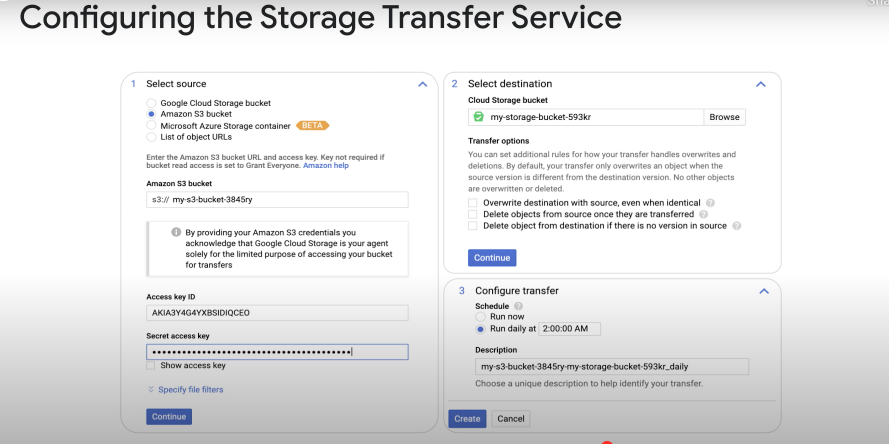 Configuring the Storage Transfer Service
1 Select source
Google Cloud Storage bucket
Amazon S3 bucket
Microsoft Azure Storage container BETA
List of object URLs
Enter the Amazon S3 bucket URL and access key. Key not required if
bucket read access is set to Grant Everyone. Amazon help
Amazon S3 bucket
s3:// my-s3-bucket-3845ry
By providing your Amazon S3 credentials you
acknowledge that Google Cloud Storage is your agent
solely for the limited purpose of accessing your bucket
for transfers
Access key ID
AKIA3Y4G4YXBSIDIQCEO
Secret access key
Show access key
Specify file filters
Continue
2 Select destination
Cloud Storage bucket
my-storage-bucket-593kr Browse
Transfer options
You can set additional rules for how your transfer handles overwrites and
deletions. By default, your transfer only overwrites an object when the
source version is different from the destination version. No other objects
are overwritten or deleted.
Overwrite destination with source, even when identical
Delete objects from source once they are transferred
Delete object from destination if there is no version in source
Continue
3 Configure transfer
Schedule
Run now
Run daily at 2:00:00 AM
Description
my-s3-bucket-3845ry-my-storage-bucket-593kr_daily
Choose a unique description to help identify your transfer.
Create Cancel